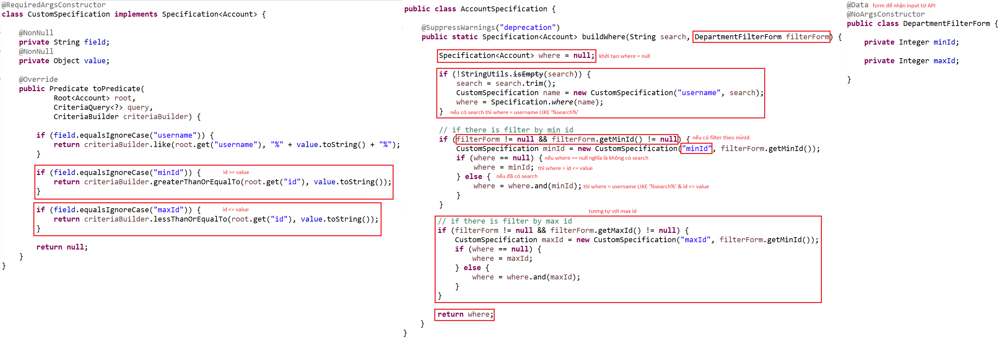 @RequiredArgsConstructor
class CustomSpecification implements Specification<Account> {
@NonNull
private String field;
@NonNull
private Object value;
@Override
public Predicate toPredicate(
Root<Account> root,
CriteriaQuery<?> query,
CriteriaBuilder criteriaBuilder) {
if (field.equalsIgnoreCase("username")) {
return criteriaBuilder.like(root.get("username"), "%" + value.toString() + "%");
}
if (field.equalsIgnoreCase("minId")) { id >= value
return criteriaBuilder.greaterThanOrEqualTo(root.get("id"), value.toString());
}
if (field.equalsIgnoreCase("maxId")) { id <= value
return criteriaBuilder.lessThanOrEqualTo(root.get("id"), value.toString());
}
return null;
}
}
public class AccountSpecification {
@SuppressWarnings("deprecation")
public static Specification<Account> buildWhere(String search, DepartmentFilterForm filterForm) {
Specification<Account> where = null; khởi tạo where = null
if (!StringUtils.isEmpty(search)) {
search = search.trim();
CustomSpecification name = new CustomSpecification("username", search);
where = Specification.where(name);
} nếu có search thì where = username LIKE '%search%'
// if there is filter by min id
if (filterForm != null && filterForm.getMinId() != null) { nếu có filter theo minId
CustomSpecification minId = new CustomSpecification("minId", filterForm.getMinId());
if (where == null) { nếu where == null nghĩa là không có search
where = minId; thì where = id <= value
} else { nếu đã có search
where = where.and(minId); thì where = username LIKE '%search%' & id <= value
}
}
tương tự với max id
// if there is filter by max id
if (filterForm != null && filterForm.getMaxId() != null) {
CustomSpecification maxId = new CustomSpecification("maxId", filterForm.getMinId());
if (where == null) {
where = maxId;
} else {
where = where.and(maxId);
}
}
return where;
}
}
@Data form để nhận input từ API
@NoArgsConstructor
public class DepartmentFilterForm {
private Integer minId;
private Integer maxId;
}